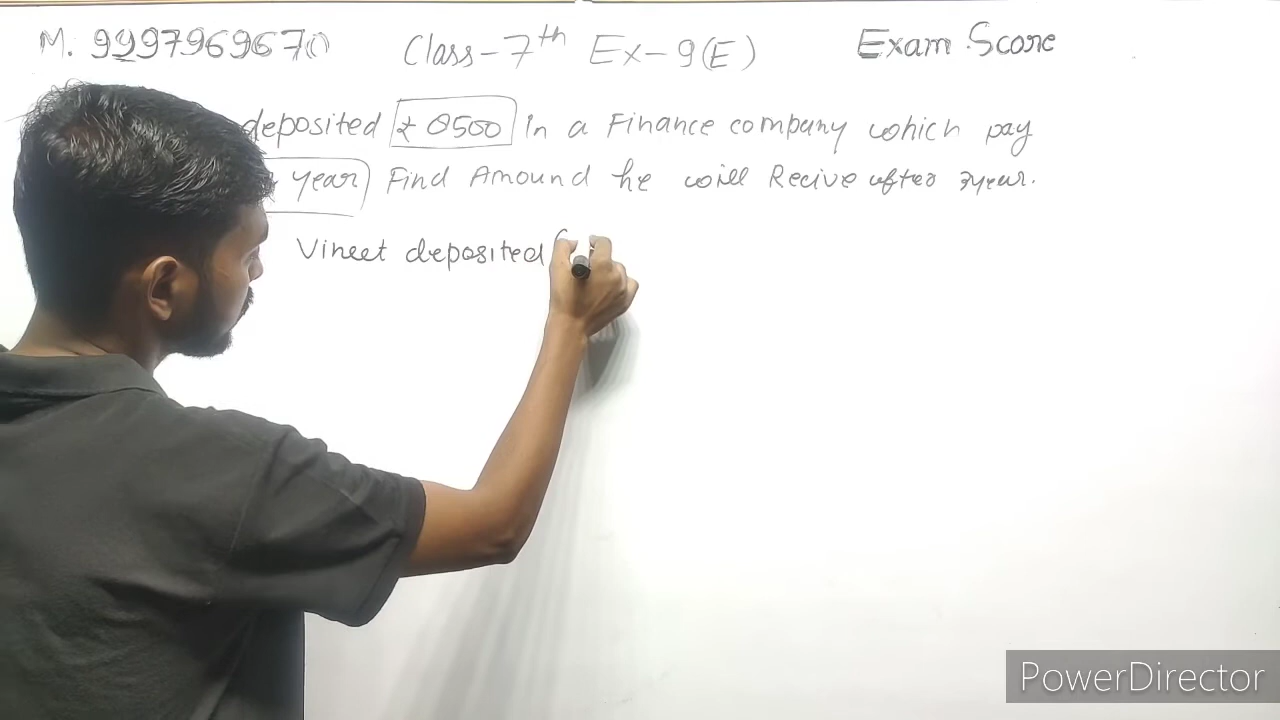 M. 9997969670 Class-7th Ex-9(E) Exam Score
deposited ₹ 8500 In a Finance company which pay
year Find Amound he will Recive after 3year.
Vineet deposited (
PowerDirector